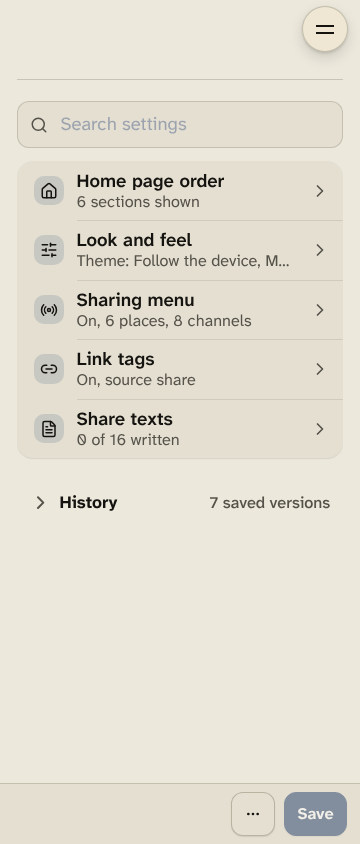 Search settings
Home page order
6 sections shown
Look and feel
Theme: Follow the device, M...
Sharing menu
On, 6 places, 8 channels
Link tags
On, source share
Share texts
0 of 16 written
History 7 saved versions
... Save